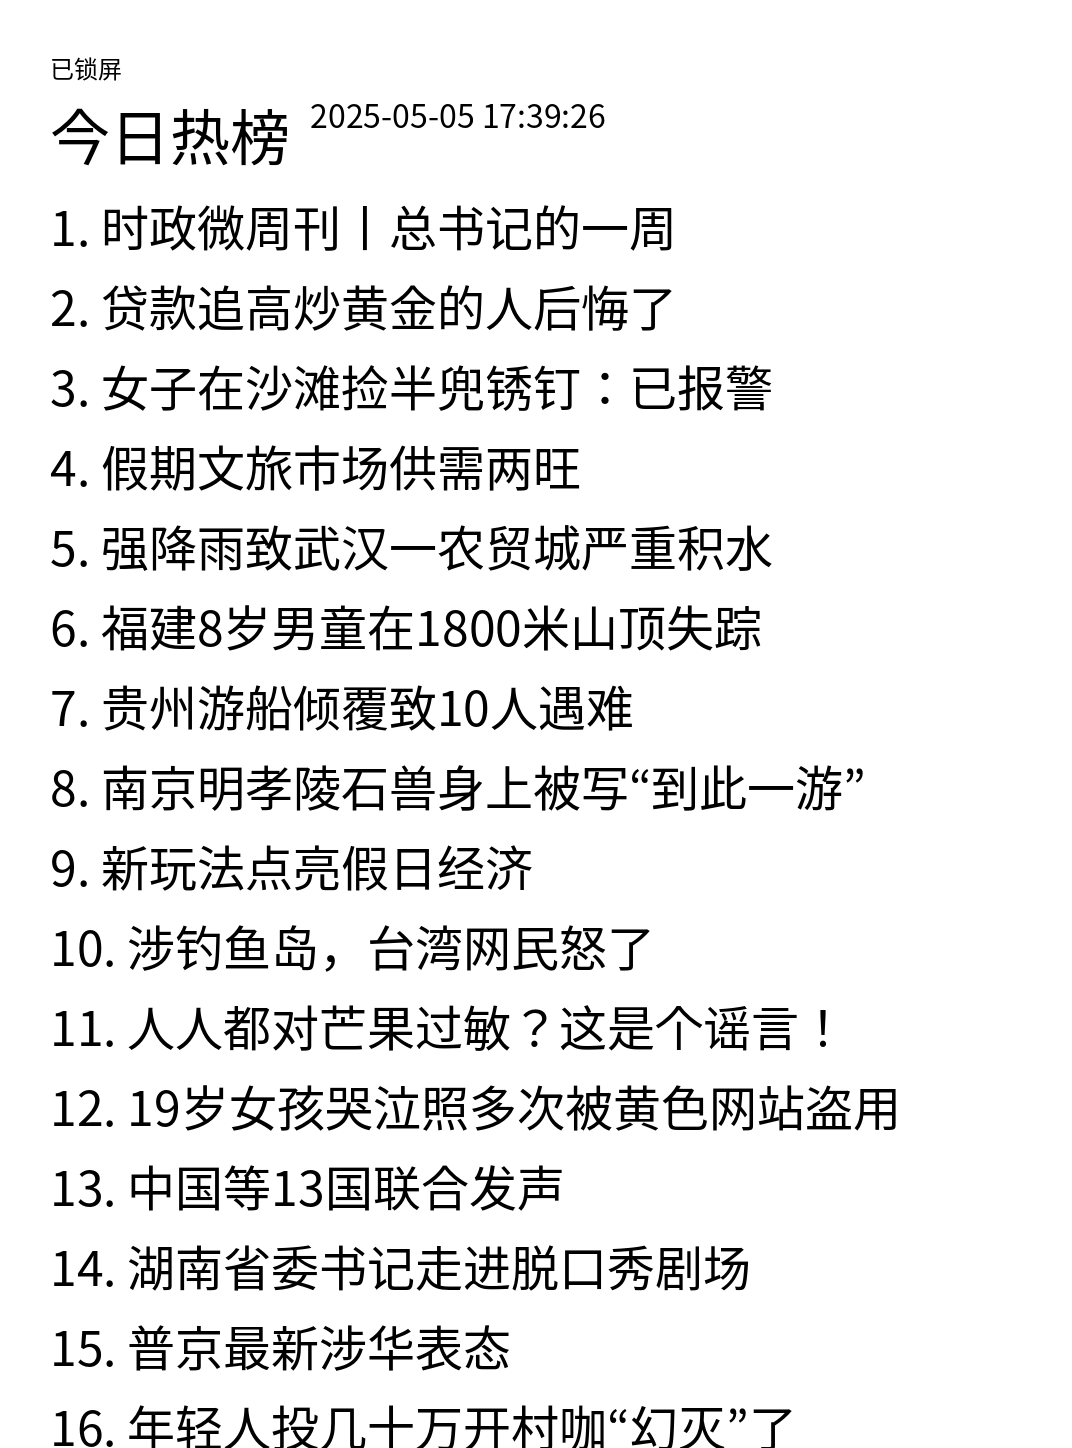 已锁屏
今日热榜 2025-05-05 17:39:26
1. 时政微周刊丨总书记的一周
2. 贷款追高炒黄金的人后悔了
3. 女子在沙滩捡半兜锈钉：已报警
4. 假期文旅市场供需两旺
5. 强降雨致武汉一农贸城严重积水
6. 福建8岁男童在1800米山顶失踪
7. 贵州游船倾覆致10人遇难
8. 南京明孝陵石兽身上被写“到此一游”
9. 新玩法点亮假日经济
10. 涉钓鱼岛，台湾网民怒了
11. 人人都对芒果过敏？这是个谣言！
12. 19岁女孩哭泣照多次被黄色网站盗用
13. 中国等13国联合发声
14. 湖南省委书记走进脱口秀剧场
15. 普京最新涉华表态
16. 年轻人投几十万开村咖“幻灭”了